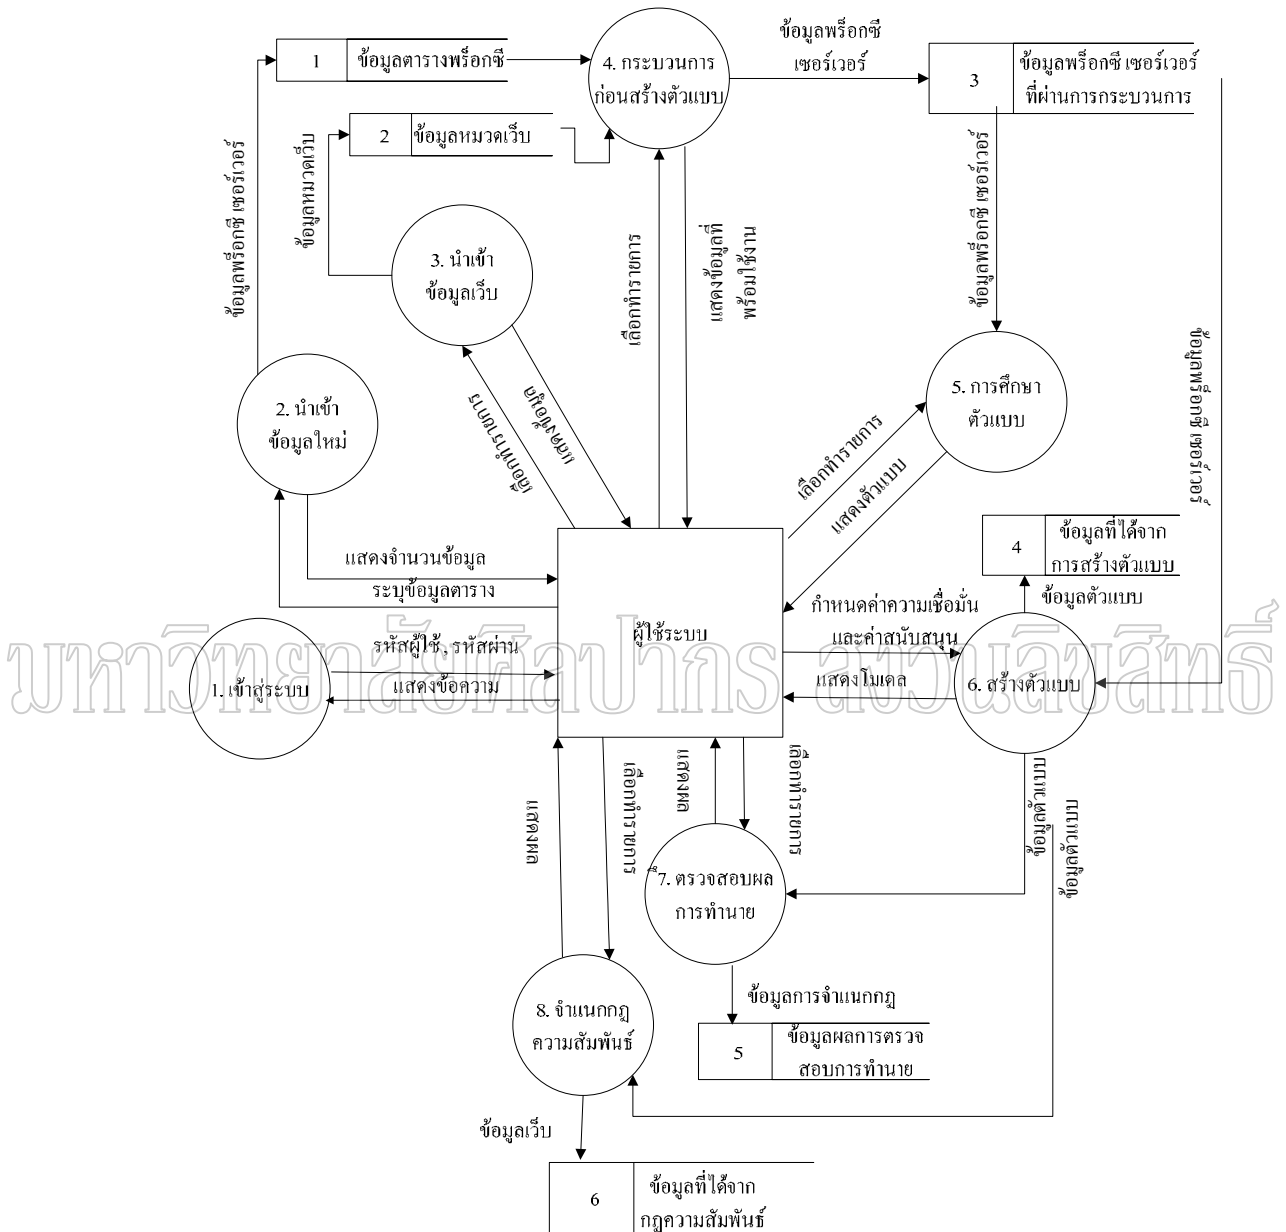 ข้อมูลพร็อกซี
เซอร์เวอร์
1
ข้อมูลตารางพร็อกซี
4. กระบวนการ
ก่อนสร้างตัวแบบ
3
ข้อมูลพร็อกซี เซอร์เวอร์
ที่ผ่านการกระบวนการ
2
ข้อมูลหมวดเว็บ
ข้อมูลพร็อกซี เซอร์เวอร์
ข้อมูลหมวดเว็บ
ข้อมูลพร็อกซี เซอร์เวอร์
3. นำเข้า
ข้อมูลเว็บ
เลือกทำรายการ
แสดงข้อมูลที่
พร้อมใช้งาน
ข้อมูลพร็อกซี เซอร์เวอร์
2. นำเข้า
ข้อมูลใหม่
เลือกทำรายการ
แสดงข้อมูล
5. การศึกษา
ตัวแบบ
เลือกทำรายการ
แสดงตัวแบบ
4
ข้อมูลที่ได้จาก
การสร้างตัวแบบ
แสดงจำนวนข้อมูล
ระบุข้อมูลตาราง
ข้อมูลตัวแบบ
กำหนดค่าความเชื่อมั่น
และค่าสนับสนุน
ผู้ใช้ระบบ
มหาวิทยาลัยศิลปากร สงวนลิขสิทธิ์
รหัสผู้ใช้, รหัสผ่าน
แสดงข้อความ
1. เข้าสู่ระบบ
แสดงโมเดล
6. สร้างตัวแบบ
แสดงผล
เลือกทำรายการ
แสดงผล
เลือกทำรายการ
ข้อมูลตัวแบบ
ข้อมูลตัวแบบ
7. ตรวจสอบผล
การทำนาย
8. จำแนกกฎ
ความสัมพันธ์
ข้อมูลการจำแนกกฎ
5
ข้อมูลผลการตรวจ
สอบการทำนาย
ข้อมูลเว็บ
6
ข้อมูลที่ได้จาก
กฎความสัมพันธ์